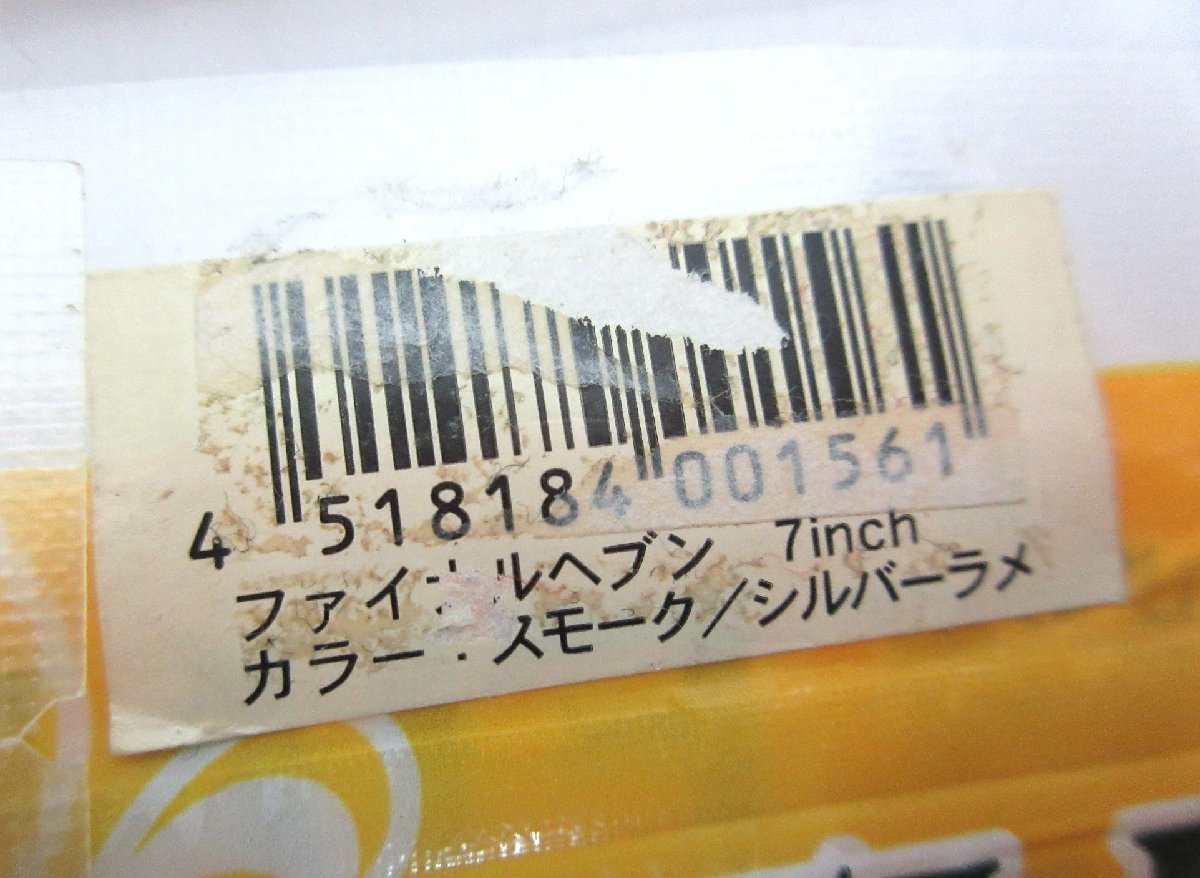 4 518184 001561
ファイナルヘブン 7inch
カラー：スモーク／シルバーラメ